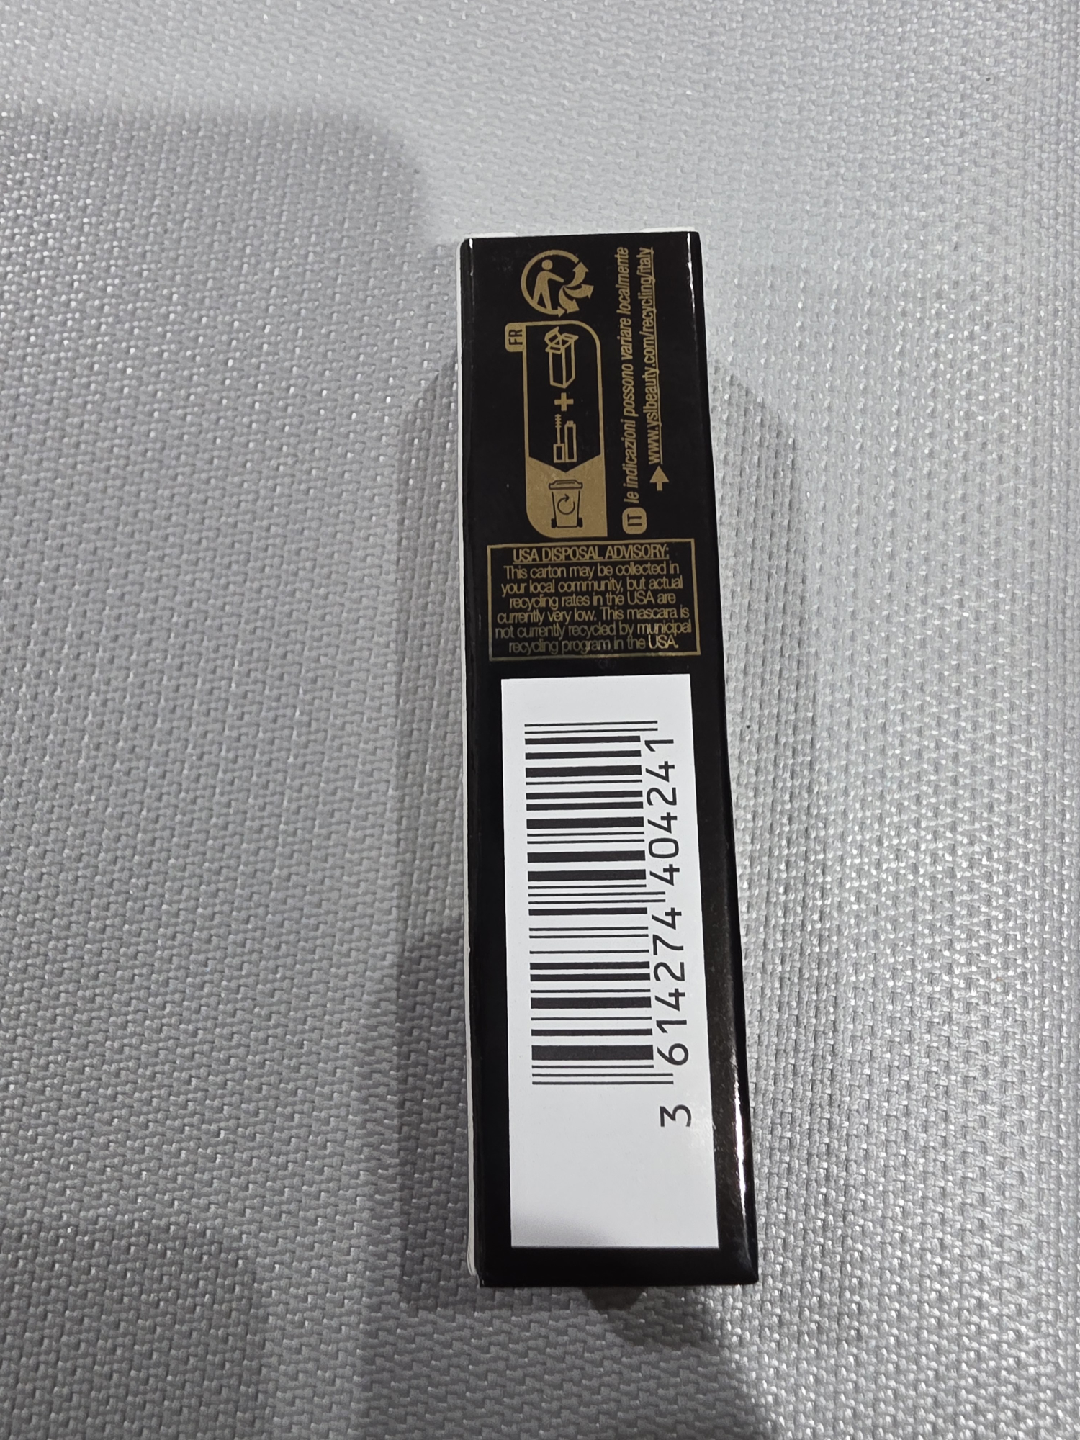 FR
IT le indicazioni possono variare localmente
www.yslbeauty.com/recycling/italy
USA DISPOSAL ADVISORY:
This carton may be collected in
your local community, but actual
recycling rates in the USA are
currently very low. This mascara is
not currently recycled by municipal
recycling program in the USA.
3 614274 404241